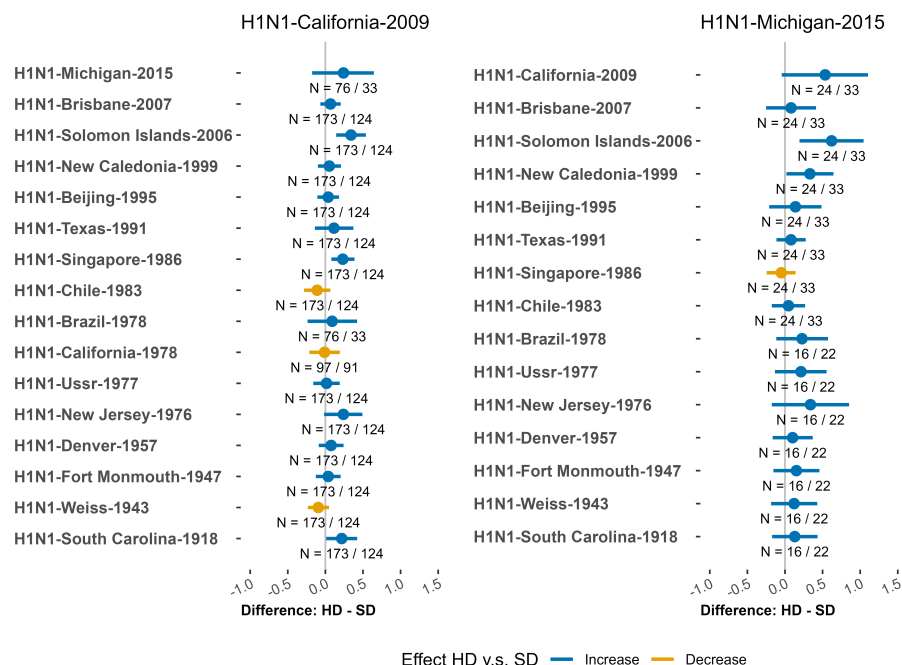 H1N1-California-2009
H1N1-Michigan-2015
N = 76 / 33
H1N1-Brisbane-2007
N = 173 / 124
H1N1-Solomon Islands-2006
N = 173 / 124
H1N1-New Caledonia-1999
N = 173 / 124
H1N1-Beijing-1995
N = 173 / 124
H1N1-Texas-1991
N = 173 / 124
H1N1-Singapore-1986
N = 173 / 124
H1N1-Chile-1983
N = 173 / 124
H1N1-Brazil-1978
N = 76 / 33
H1N1-California-1978
N = 97 / 91
H1N1-Ussr-1977
N = 173 / 124
H1N1-New Jersey-1976
N = 173 / 124
H1N1-Denver-1957
N = 173 / 124
H1N1-Fort Monmouth-1947
N = 173 / 124
H1N1-Weiss-1943
N = 173 / 124
H1N1-South Carolina-1918
N = 173 / 124
-1.0 -0.5 0.0 0.5 1.0 1.5
Difference: HD - SD
H1N1-Michigan-2015
H1N1-California-2009
N = 24 / 33
H1N1-Brisbane-2007
N = 24 / 33
H1N1-Solomon Islands-2006
N = 24 / 33
H1N1-New Caledonia-1999
N = 24 / 33
H1N1-Beijing-1995
N = 24 / 33
H1N1-Texas-1991
N = 24 / 33
H1N1-Singapore-1986
N = 24 / 33
H1N1-Chile-1983
N = 24 / 33
H1N1-Brazil-1978
N = 16 / 22
H1N1-Ussr-1977
N = 16 / 22
H1N1-New Jersey-1976
N = 16 / 22
H1N1-Denver-1957
N = 16 / 22
H1N1-Fort Monmouth-1947
N = 16 / 22
H1N1-Weiss-1943
N = 16 / 22
H1N1-South Carolina-1918
N = 16 / 22
-1.0 -0.5 0.0 0.5 1.0 1.5
Difference: HD - SD
Effect HD v.s. SD Increase Decrease